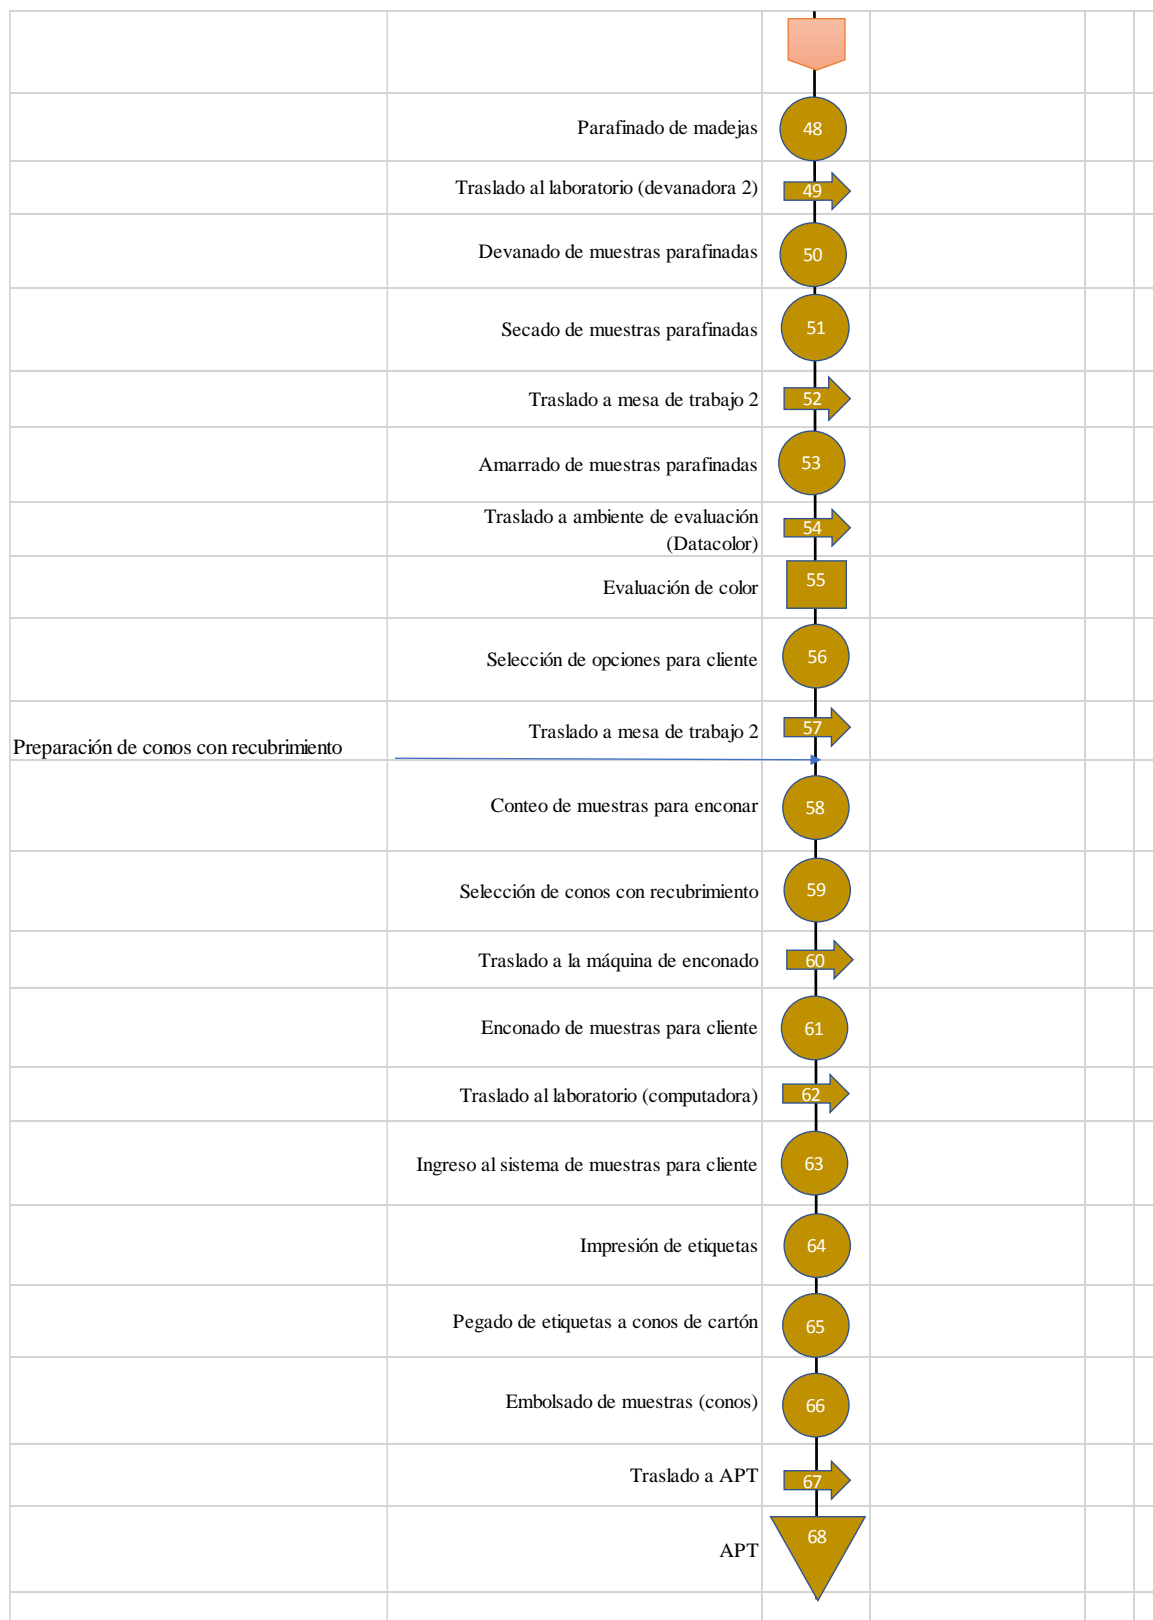 Parafinado de madejas 48
Traslado al laboratorio (devanadora 2) 49
Devanado de muestras parafinadas 50
Secado de muestras parafinadas 51
Traslado a mesa de trabajo 2 52
Amarrado de muestras parafinadas 53
Traslado a ambiente de evaluación
(Datacolor) 54
Evaluación de color 55
Selección de opciones para cliente 56
Traslado a mesa de trabajo 2 57
Preparación de conos con recubrimiento
Conteo de muestras para enconar 58
Selección de conos con recubrimiento 59
Traslado a la máquina de enconado 60
Enconado de muestras para cliente 61
Traslado al laboratorio (computadora) 62
Ingreso al sistema de muestras para cliente 63
Impresión de etiquetas 64
Pegado de etiquetas a conos de cartón 65
Embolsado de muestras (conos) 66
Traslado a APT 67
APT 68